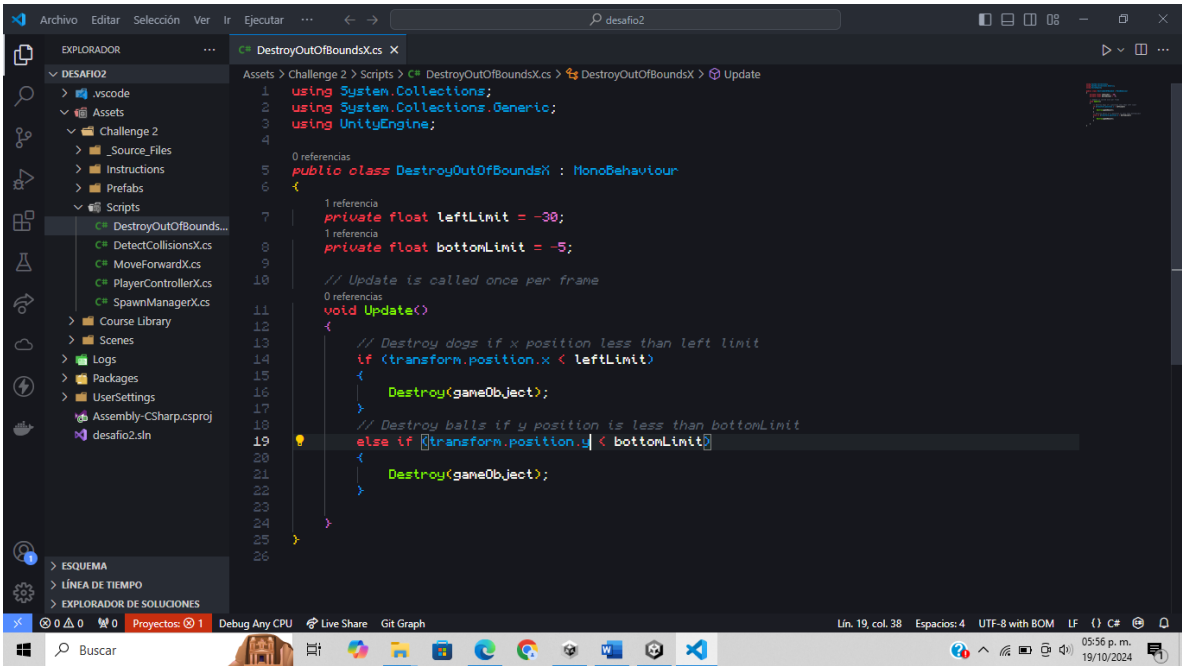 Archivo Editar Selección Ver Ir Ejecutar ··· desafio2
EXPLORADOR ···
DESAFIO2
.vscode
Assets
Challenge 2
_Source_Files
Instructions
Prefabs
Scripts
C# DestroyOutOfBounds...
C# DetectCollisionsX.cs
C# MoveForwardX.cs
C# PlayerControllerX.cs
C# SpawnManagerX.cs
Course Library
Scenes
Logs
Packages
UserSettings
Assembly-CSharp.csproj
desafio2.sln
ESQUEMA
LÍNEA DE TIEMPO
EXPLORADOR DE SOLUCIONES
C# DestroyOutOfBoundsX.cs
Assets > Challenge 2 > Scripts > C# DestroyOutOfBoundsX.cs > DestroyOutOfBoundsX > Update
1 using System.Collections;
2 using System.Collections.Generic;
3 using UnityEngine;
4
0 referencias
5 public class DestroyOutOfBoundsX : MonoBehaviour
6 {
1 referencia
7 private float leftLimit = -30;
1 referencia
8 private float bottomLimit = -5;
9
10 // Update is called once per frame
0 referencias
11 void Update()
12 {
13 // Destroy dogs if x position less than left limit
14 if (transform.position.x < leftLimit)
15 {
16 Destroy(gameObject);
17 }
18 // Destroy balls if y position is less than bottomLimit
19 else if (transform.position.y < bottomLimit)
20 {
21 Destroy(gameObject);
22 }
23
24 }
25 }
26
1
0 0 0 Proyectos: 1 Debug Any CPU Live Share Git Graph Lín. 19, col. 38 Espacios: 4 UTF-8 with BOM LF {} C#
Buscar
05:56 p. m.
19/10/2024